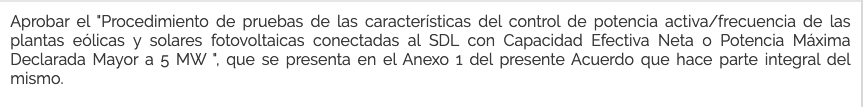 Aprobar el "Procedimiento de pruebas de las características del control de potencia activa/frecuencia de las
plantas eólicas y solares fotovoltaicas conectadas al SDL con Capacidad Efectiva Neta o Potencia Máxima
Declarada Mayor a 5 MW ", que se presenta en el Anexo 1 del presente Acuerdo que hace parte integral del
mismo.